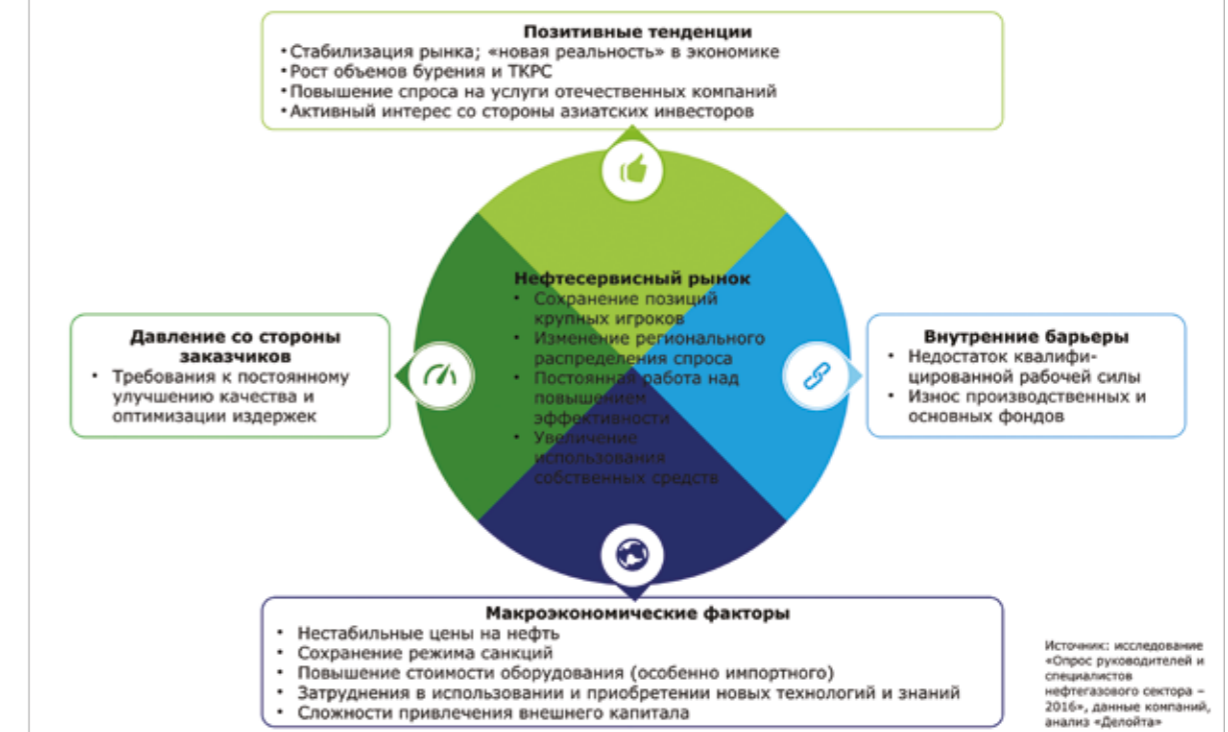 Позитивные тенденции
• Стабилизация рынка; «новая реальность» в экономике
• Рост объемов бурения и ТКРС
• Повышение спроса на услуги отечественных компаний
• Активный интерес со стороны азиатских инвесторов
Давление со стороны
заказчиков
• Требования к постоянному
улучшению качества и
оптимизации издержек
Нефтесервисный рынок
• Сохранение позиций
крупных игроков
• Изменение регионального
распределения спроса
• Постоянная работа над
повышением
эффективности
• Увеличение
использования
собственных средств
Внутренние барьеры
• Недостаток квалифи-
цированной рабочей силы
• Износ производственных и
основных фондов
Макроэкономические факторы
• Нестабильные цены на нефть
• Сохранение режима санкций
• Повышение стоимости оборудования (особенно импортного)
• Затруднения в использовании и приобретении новых технологий и знаний
• Сложности привлечения внешнего капитала
Источник: исследование
«Опрос руководителей и
специалистов
нефтегазового сектора –
2016», данные компаний,
анализ «Делойта»